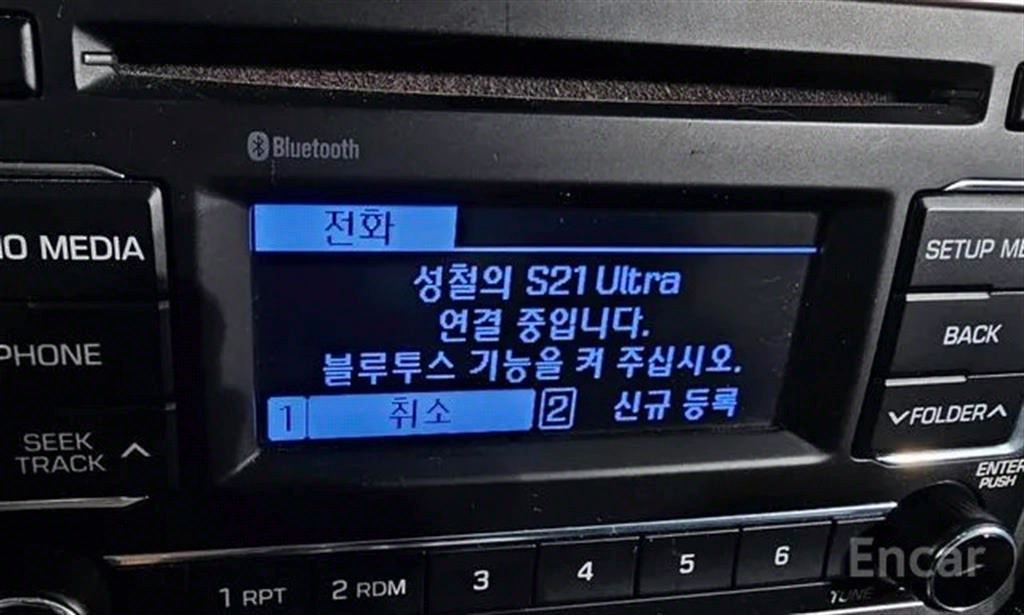 Bluetooth
전화
성철의 S21 Ultra
연결 중입니다.
블루투스 기능을 켜 주십시오.
1 취소 2 신규 등록
MEDIA
PHONE
SEEK
TRACK
SETUP
BACK
FOLDER
ENTER
PUSH
1 RPT 2 RDM 3 4 5 6
TUNE
Encar